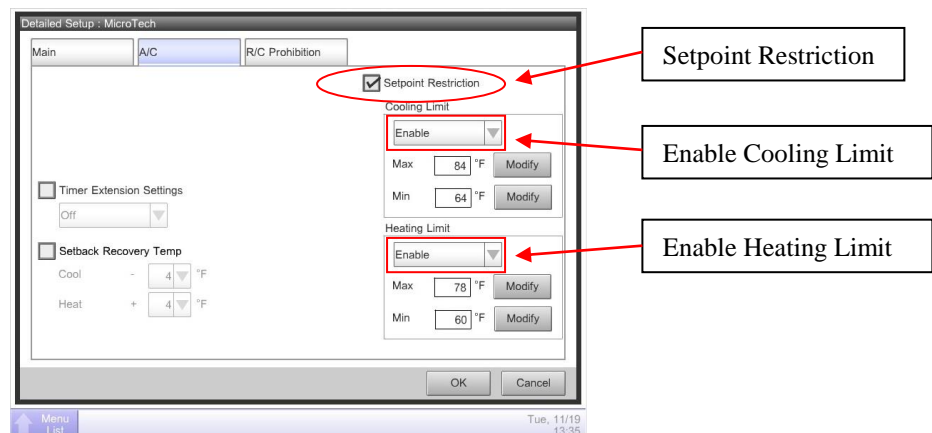 Detailed Setup : MicroTech
Main A/C R/C Prohibition
Setpoint Restriction
Cooling Limit
Enable
Max 84 °F Modify
Min 64 °F Modify
Timer Extension Settings
Off
Heating Limit
Enable
Setback Recovery Temp
Cool - 4 °F
Max 78 °F Modify
Heat + 4 °F
Min 60 °F Modify
OK Cancel
Menu
List
Tue, 11/19
13:35
Setpoint Restriction
Enable Cooling Limit
Enable Heating Limit